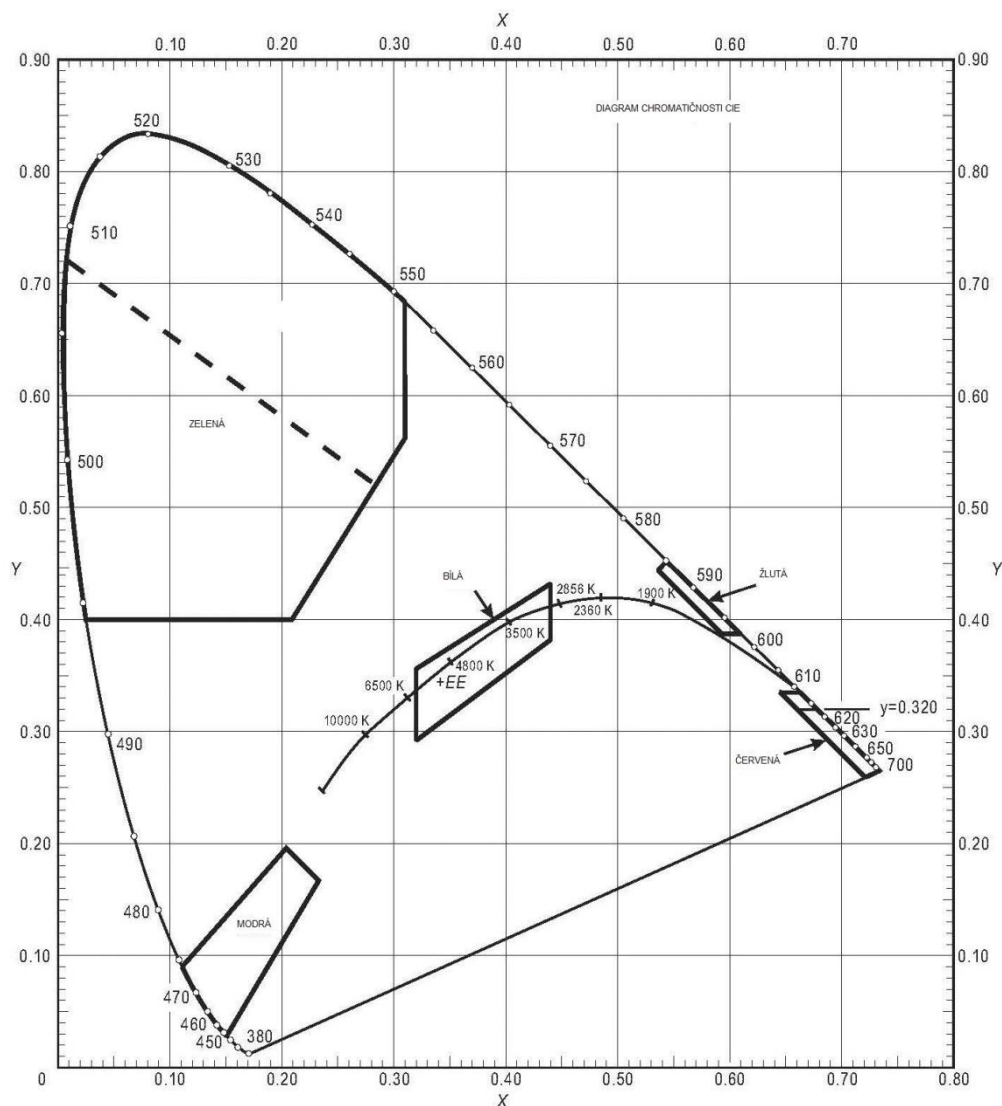 X
0.10 0.20 0.30 0.40 0.50 0.60 0.70
0.90 0.90
DIAGRAM CHROMATIČNOSTI CIE
520
530
0.80 0.80
510
540
550
0.70 0.70
560
0.60 0.60
ZELENÁ
570
500
580
0.50 0.50
Y Y
BÍLÁ
2856 K
2360 K
1900 K
590
ŽLUTÁ
0.40 0.40
3500 K
600
4800 K
+EE
6500 K
610
10000 K
y=0.320
620
630
0.30 0.30
490
650
ČERVENÁ
700
0.20 0.20
480
MODRÁ
0.10 0.10
470
460
450
380
0 0.10 0.20 0.30 0.40 0.50 0.60 0.70 0.80
X